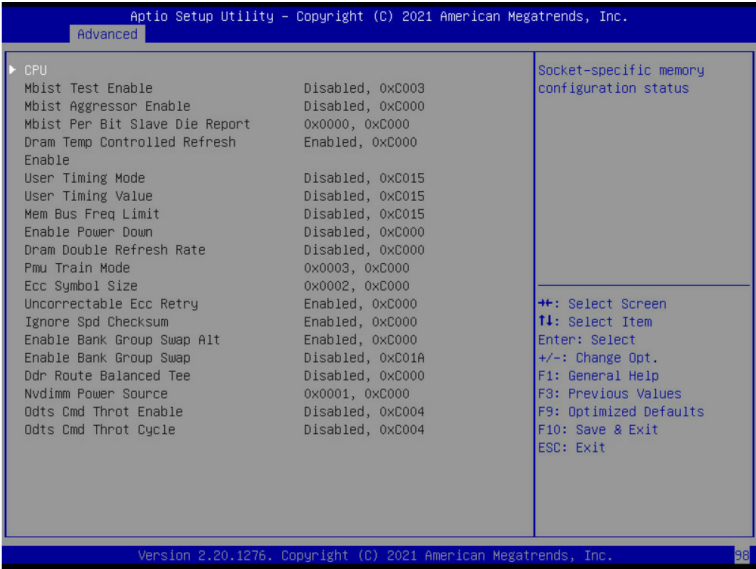 Aptio Setup Utility – Copyright (C) 2021 American Megatrends, Inc.
Advanced
▶ CPU
Mbist Test Enable Disabled, 0xC003
Mbist Aggressor Enable Disabled, 0xC000
Mbist Per Bit Slave Die Report 0x0000, 0xC000
Dram Temp Controlled Refresh Enabled, 0xC000
Enable
User Timing Mode Disabled, 0xC015
User Timing Value Disabled, 0xC015
Mem Bus Freq Limit Disabled, 0xC015
Enable Power Down Disabled, 0xC000
Dram Double Refresh Rate Disabled, 0xC000
Pmu Train Mode 0x0003, 0xC000
Ecc Symbol Size 0x0002, 0xC000
Uncorrectable Ecc Retry Enabled, 0xC000
Ignore Spd Checksum Enabled, 0xC000
Enable Bank Group Swap Alt Enabled, 0xC000
Enable Bank Group Swap Disabled, 0xC01A
Ddr Route Balanced Tee Disabled, 0xC000
Nvdimm Power Source 0x0001, 0xC000
Odts Cmd Throt Enable Disabled, 0xC004
Odts Cmd Throt Cycle Disabled, 0xC004
Socket-specific memory
configuration status
→←: Select Screen
↑↓: Select Item
Enter: Select
+/-: Change Opt.
F1: General Help
F3: Previous Values
F9: Optimized Defaults
F10: Save & Exit
ESC: Exit
Version 2.20.1276. Copyright (C) 2021 American Megatrends, Inc.
98